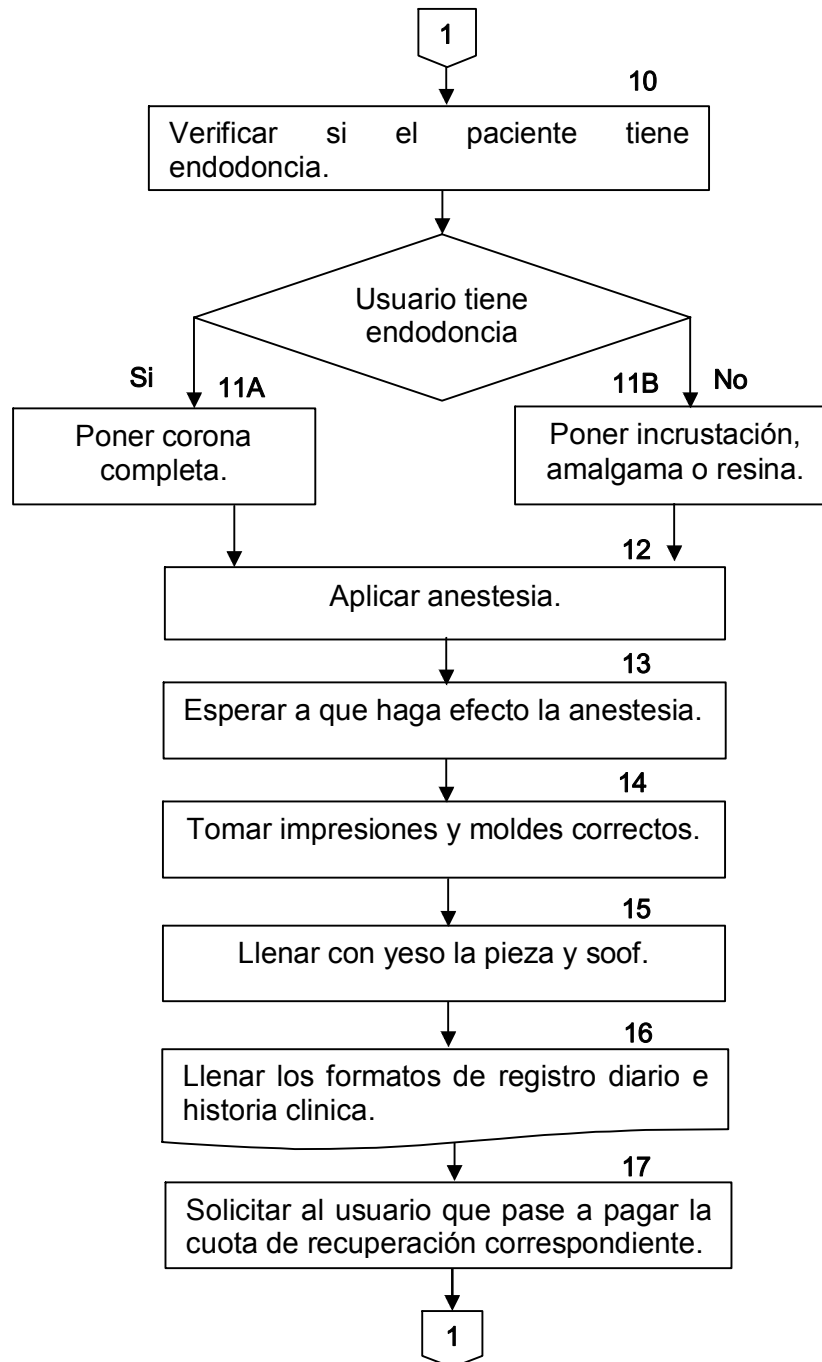 1
10
Verificar si el paciente tiene
endodoncia.
Usuario tiene
endodoncia
Si
11A
11B
No
Poner corona
completa.
Poner incrustación,
amalgama o resina.
12
Aplicar anestesia.
13
Esperar a que haga efecto la anestesia.
14
Tomar impresiones y moldes correctos.
15
Llenar con yeso la pieza y soof.
16
Llenar los formatos de registro diario e
historia clinica.
17
Solicitar al usuario que pase a pagar la
cuota de recuperación correspondiente.
1